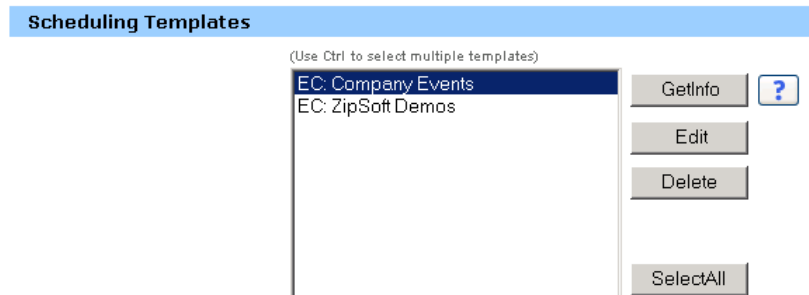 Scheduling Templates
(Use Ctrl to select multiple templates)
EC: Company Events
EC: ZipSoft Demos
GetInfo
?
Edit
Delete
SelectAll